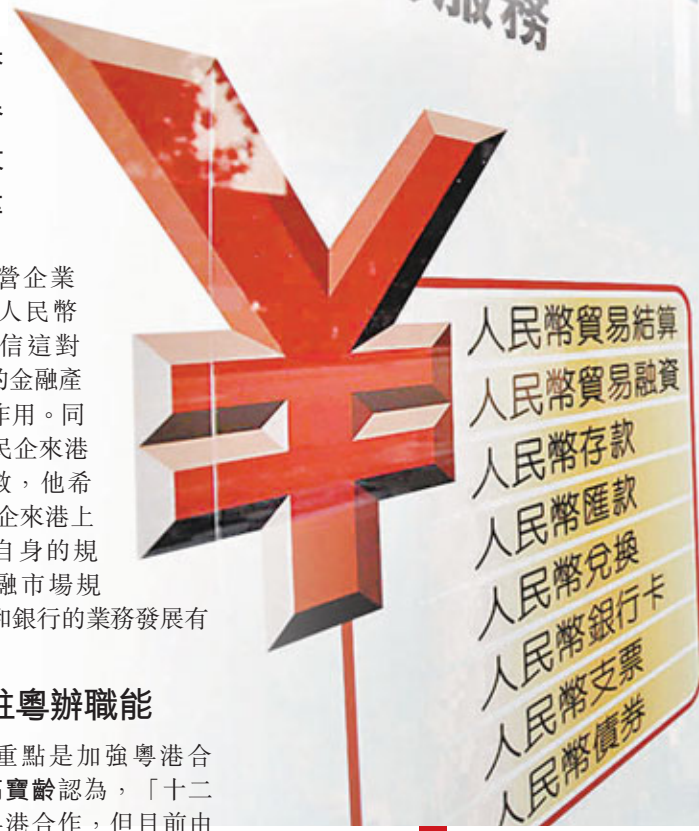 服務
營企業
人民幣
信這對
的金融產
作用。同
民企來港
致，他希
企來港上
自身的規
融市場規
和銀行的業務發展有
駐粵辦職能
重點是加強粵港合
高寶齡認為，「十二
港合作，但目前由
¥
人民幣貿易結算
人民幣貿易融資
人民幣存款
人民幣匯款
人民幣兌換
人民幣銀行卡
人民幣支票
人民幣債券